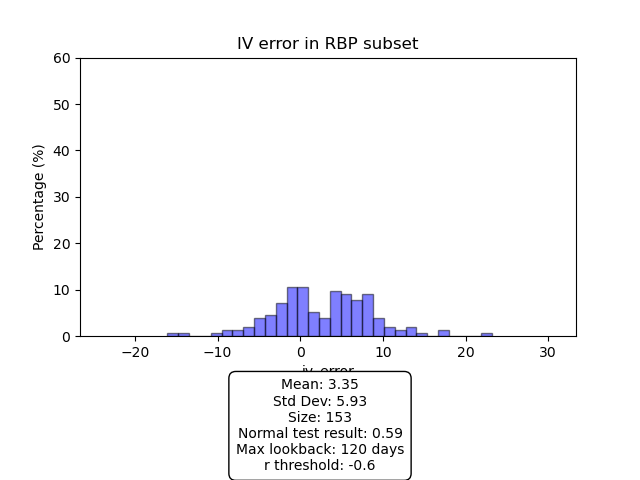 IV error in RBP subset
Percentage (%)
60
50
40
30
20
10
0
−20
−10
0
10
20
30
iv_error
Mean: 3.35
Std Dev: 5.93
Size: 153
Normal test result: 0.59
Max lookback: 120 days
r threshold: -0.6